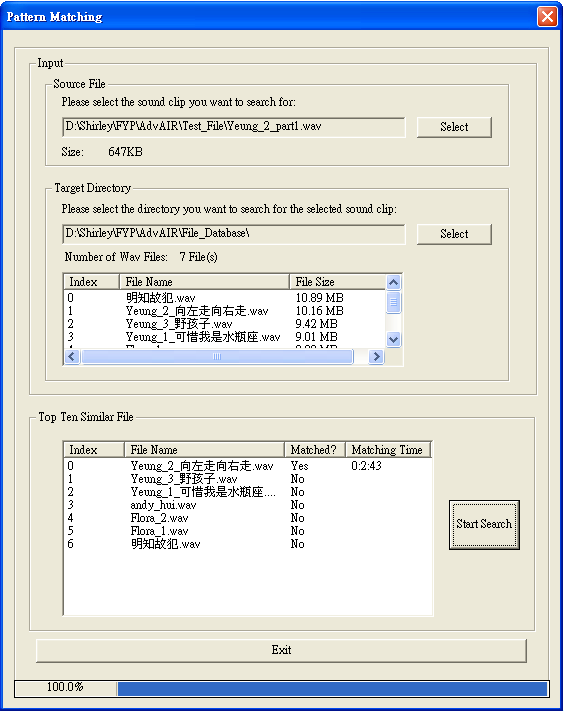 Pattern Matching
Input
Source File
Please select the sound clip you want to search for:
D:\Shirley\FYP\AdvAIR\Test_File\Yeung_2_part1.wav Select
Size: 647KB
Target Directory
Please select the directory you want to search for the selected sound clip:
D:\Shirley\FYP\AdvAIR\File_Database\ Select
Number of Wav Files: 7 File(s)
Index File Name File Size
0 明知故犯.wav 10.89 MB
1 Yeung_2_向左走向右走.wav 10.16 MB
2 Yeung_3_野孩子.wav 9.42 MB
3 Yeung_1_可惜我是水瓶座.wav 9.01 MB
Top Ten Similar File
Index File Name Matched? Matching Time
0 Yeung_2_向左走向右走.wav Yes 0:2:43
1 Yeung_3_野孩子.wav No
2 Yeung_1_可惜我是水瓶座.... No
3 andy_hui.wav No
4 Flora_2.wav No
5 Flora_1.wav No
6 明知故犯.wav No
Start Search
Exit
100.0%